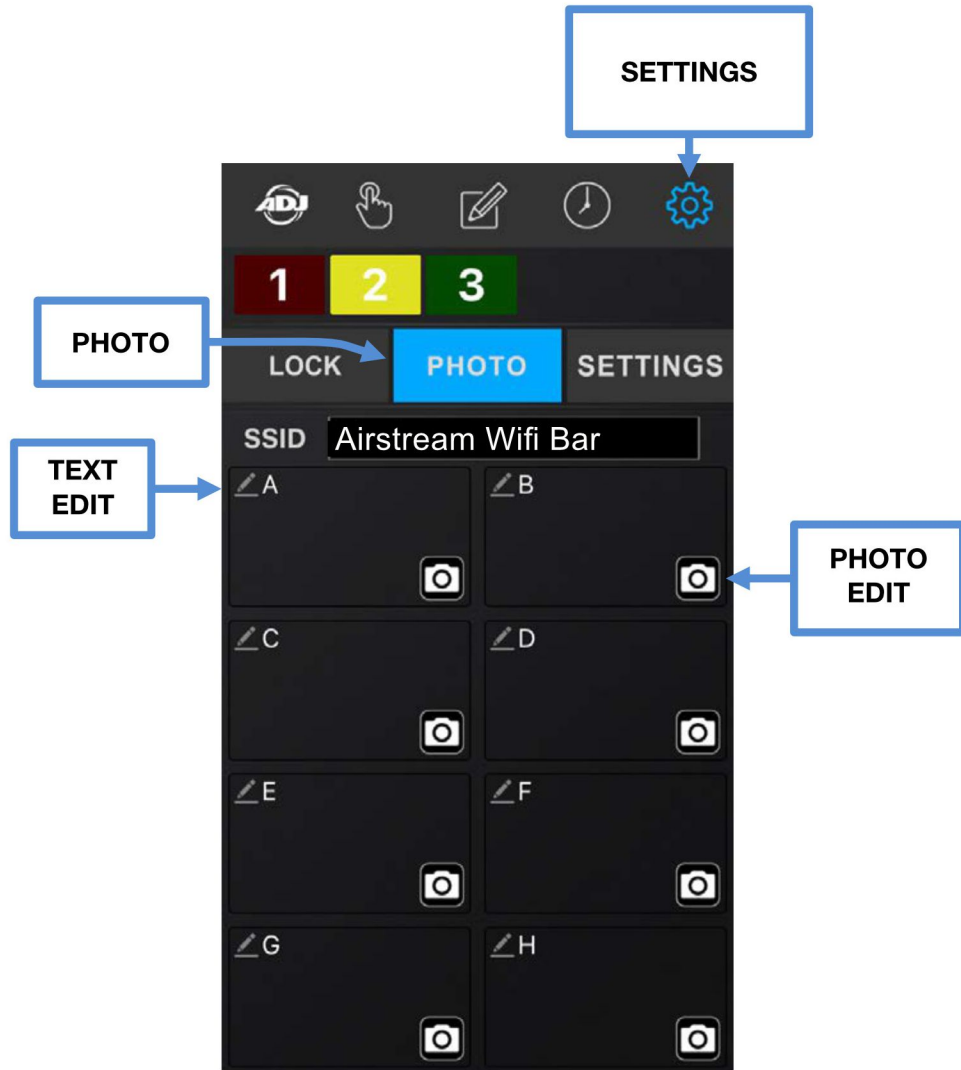 SETTINGS
ADJ
1 2 3
PHOTO
LOCK PHOTO SETTINGS
SSID Airstream Wifi Bar
TEXT
EDIT
A B
PHOTO
EDIT
C D
E F
G H